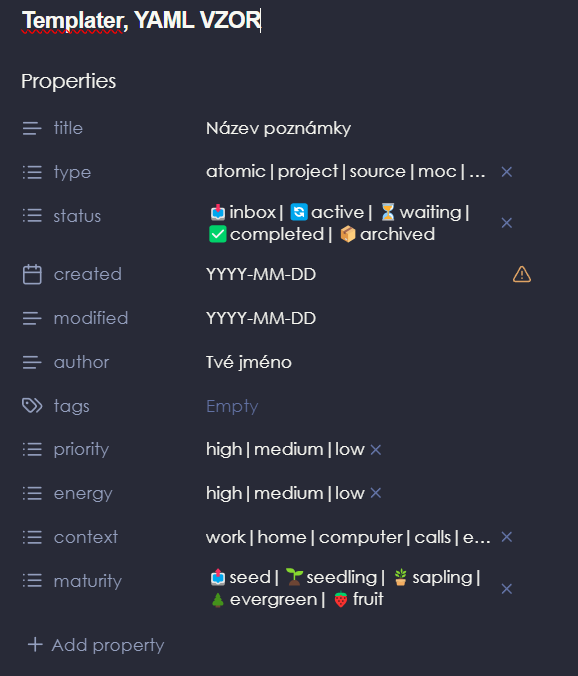 Templater, YAML VZOR
Properties
title Název poznámky
type atomic|project|source|moc|...
status 📥inbox| 🔄active| ⏳waiting|
✅completed| 📦archived
created YYYY-MM-DD
modified YYYY-MM-DD
author Tvé jméno
tags Empty
priority high|medium|low
energy high|medium|low
context work|home|computer|calls|e...
maturity 📥seed| 🌱seedling| 🪴sapling|
🌲evergreen| 🍓fruit
Add property